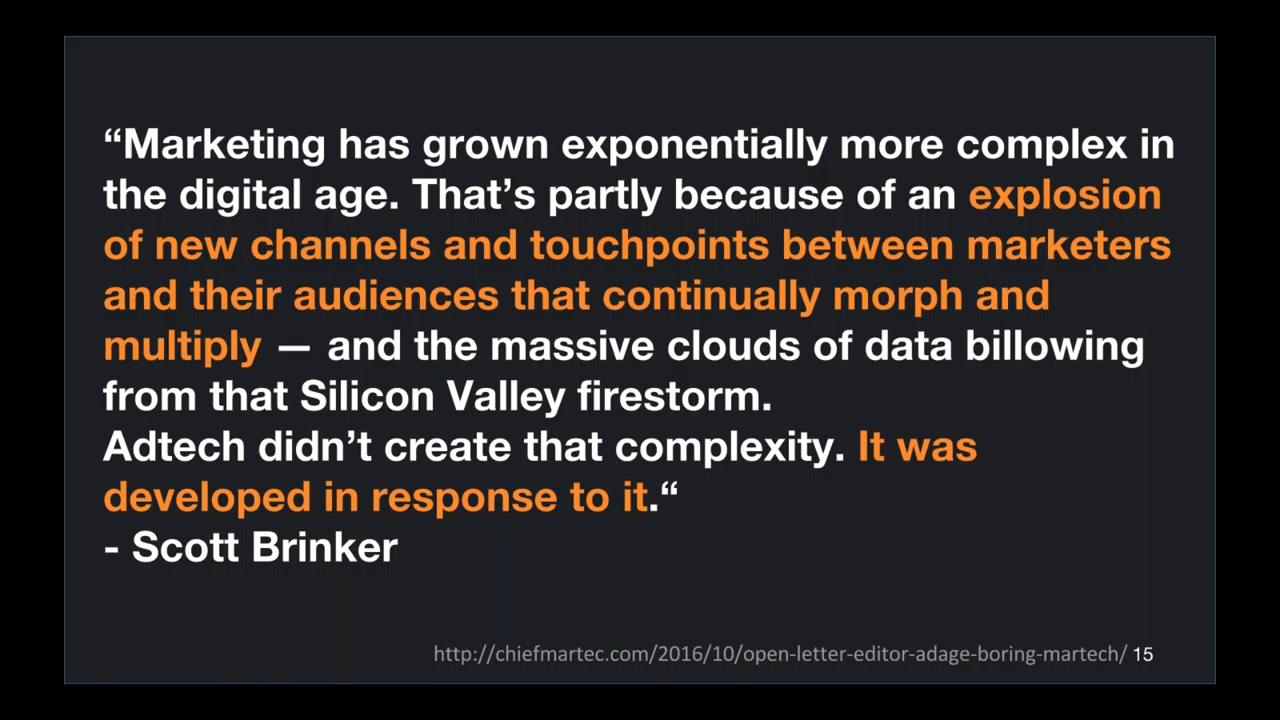 “Marketing has grown exponentially more complex in
the digital age. That’s partly because of an explosion
of new channels and touchpoints between marketers
and their audiences that continually morph and
multiply — and the massive clouds of data billowing
from that Silicon Valley firestorm.
Adtech didn’t create that complexity. It was
developed in response to it.“
- Scott Brinker
http://chiefmartec.com/2016/10/open-letter-editor-adage-boring-martech/ 15